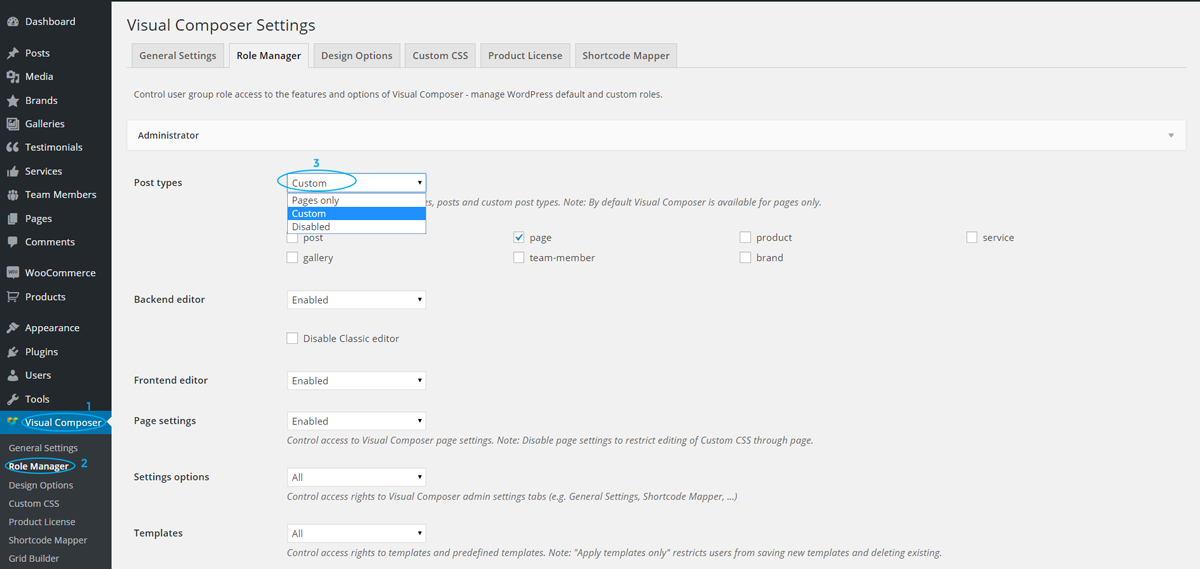 Dashboard
Posts
Media
Brands
Galleries
Testimonials
Services
Team Members
Pages
Comments
WooCommerce
Products
Appearance
Plugins
Users
Tools
1
Visual Composer
General Settings
Role Manager 2
Design Options
Custom CSS
Product License
Shortcode Mapper
Grid Builder
Visual Composer Settings
General Settings Role Manager Design Options Custom CSS Product License Shortcode Mapper
Control user group role access to the features and options of Visual Composer - manage WordPress default and custom roles.
Administrator
3
Post types Custom
Pages only
Custom
Disabled
, posts and custom post types. Note: By default Visual Composer is available for pages only.
post page product service
gallery team-member brand
Backend editor Enabled
Disable Classic editor
Frontend editor Enabled
Page settings Enabled
Control access to Visual Composer page settings. Note: Disable page settings to restrict editing of Custom CSS through page.
Settings options All
Control access rights to Visual Composer admin settings tabs (e.g. General Settings, Shortcode Mapper, ...)
Templates All
Control access rights to templates and predefined templates. Note: "Apply templates only" restricts users from saving new templates and deleting existing.